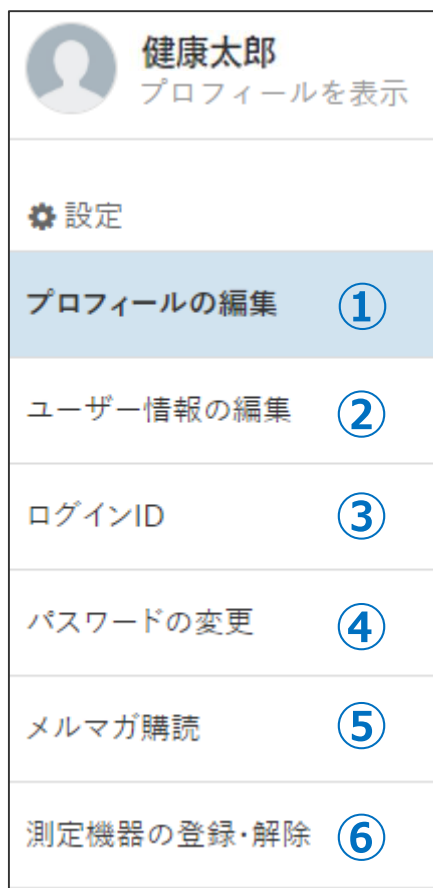 健康太郎
プロフィールを表示
設定
プロフィールの編集 ①
ユーザー情報の編集 ②
ログインID ③
パスワードの変更 ④
メルマガ購読 ⑤
測定機器の登録・解除 ⑥